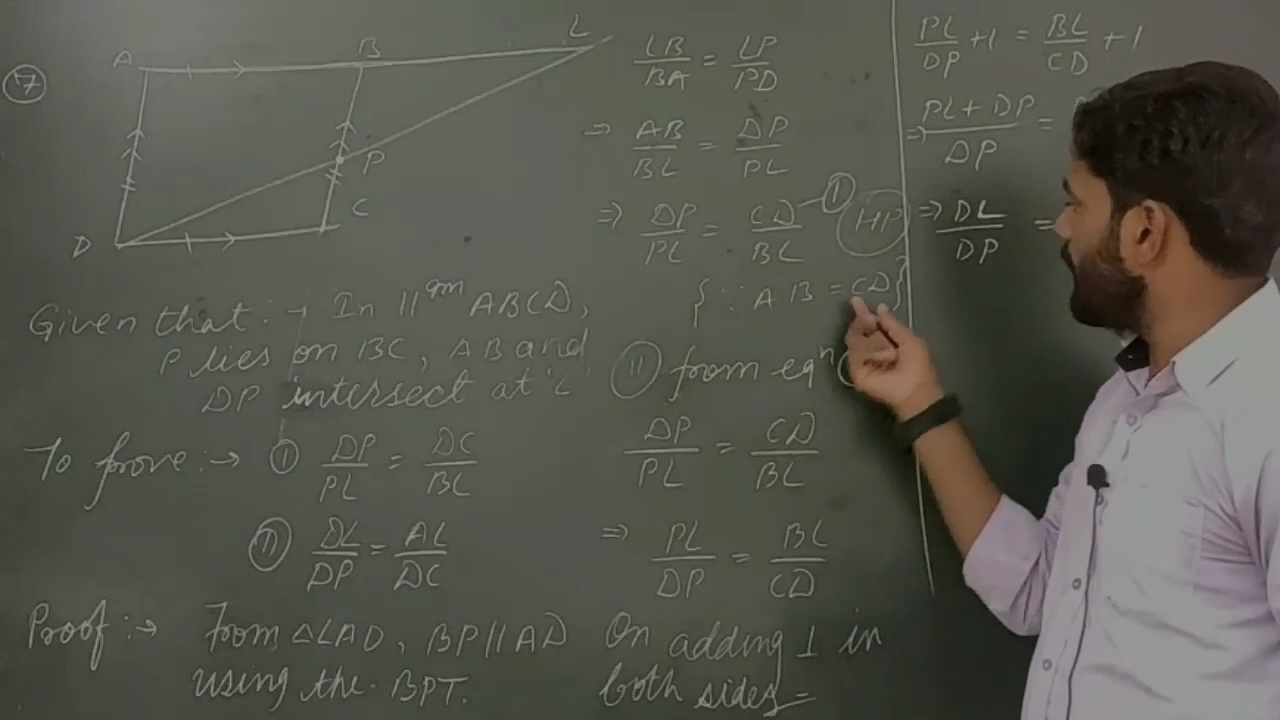 7
A B L
P
C
D
Given that :→ In ||gm ABCD,
P lies on BC, AB and
DP intersect at L
To prove :→ (I) DP/PL = DC/BL
(II) DL/DP = AL/DC
Proof :→ From △LAD, BP||AD
using the BPT.
LB/BA = LP/PD
⇒ AB/BL = DP/PL
⇒ DP/PL = CD/BL — (I) HP
{∵ AB = CD}
(II) from eqn
DP/PL = CD/BL
⇒ PL/DP = BL/CD
On adding 1 in
both sides =
PL/DP + 1 = BL/CD + 1
⇒ PL + DP/DP =
⇒ DL/DP =